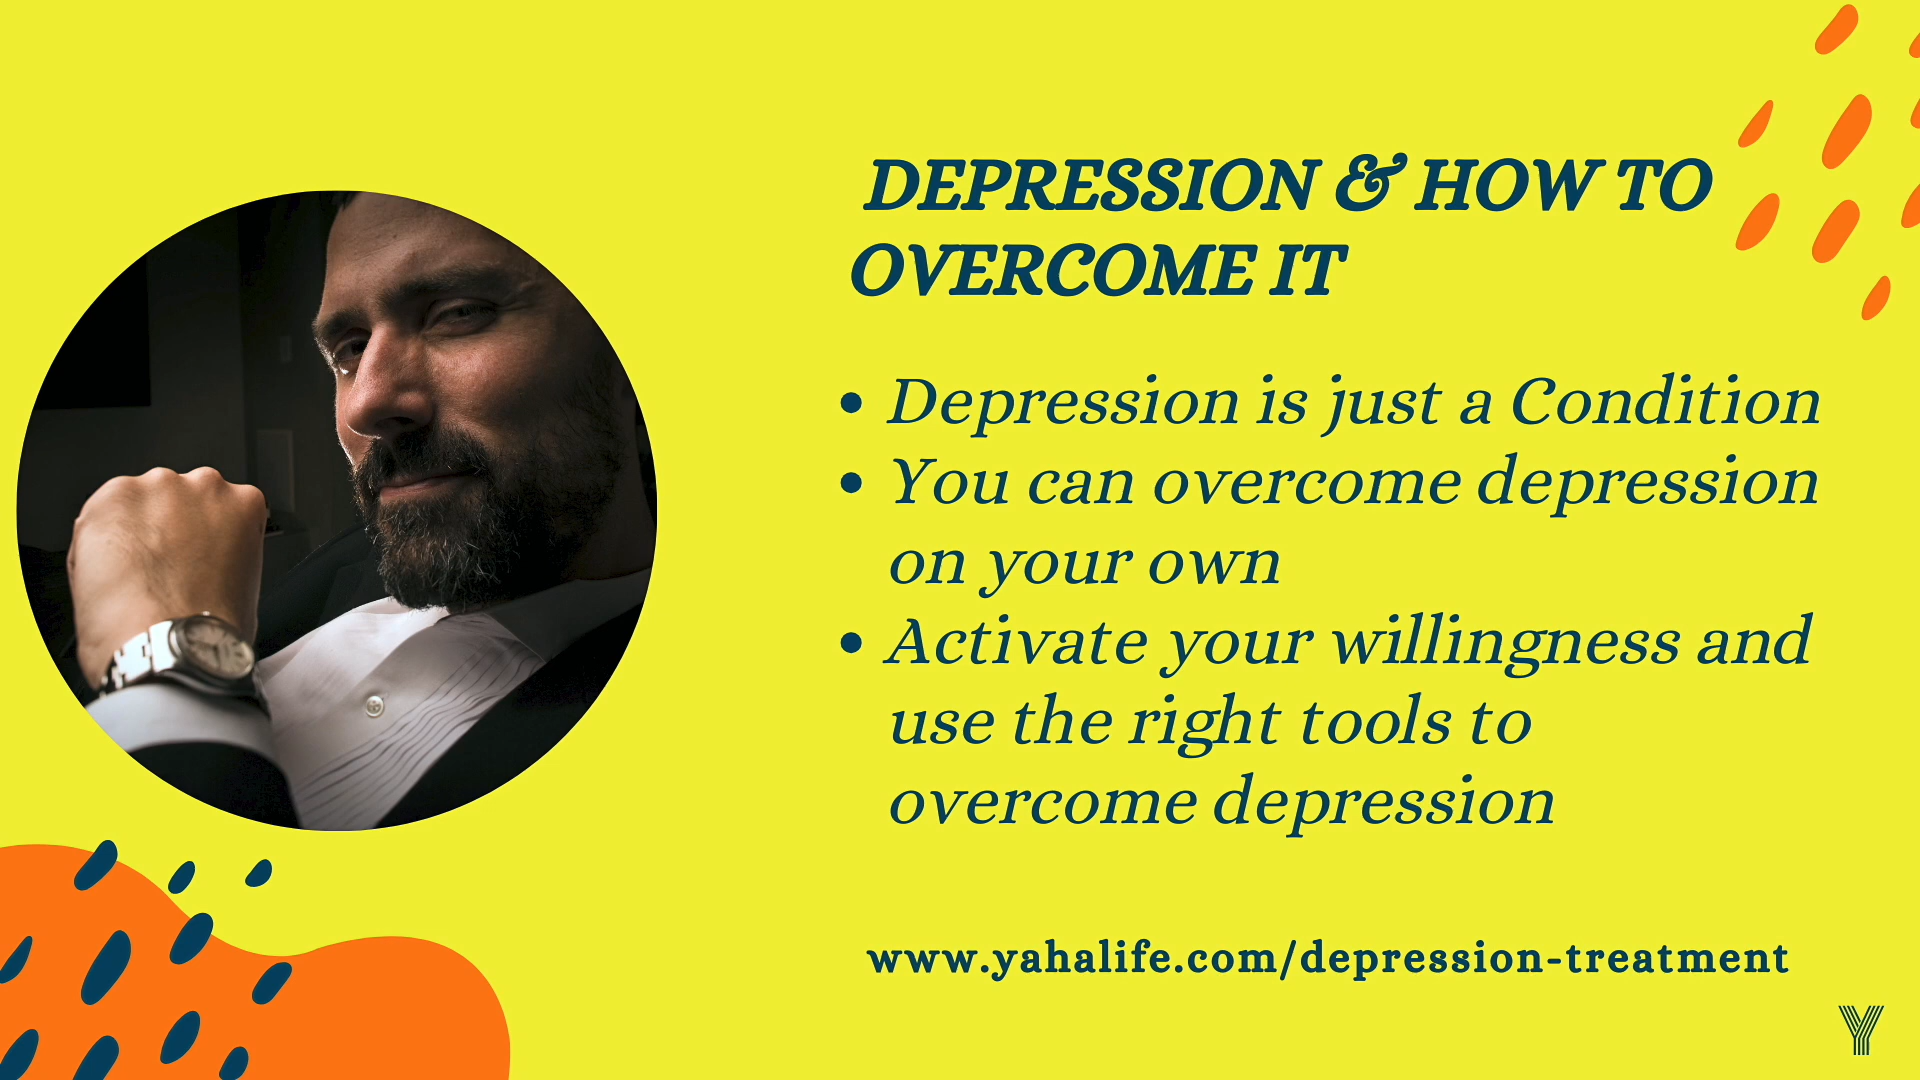 DEPRESSION & HOW TO
OVERCOME IT
• Depression is just a Condition
• You can overcome depression
on your own
• Activate your willingness and
use the right tools to
overcome depression
www.yahalife.com/depression-treatment
Y